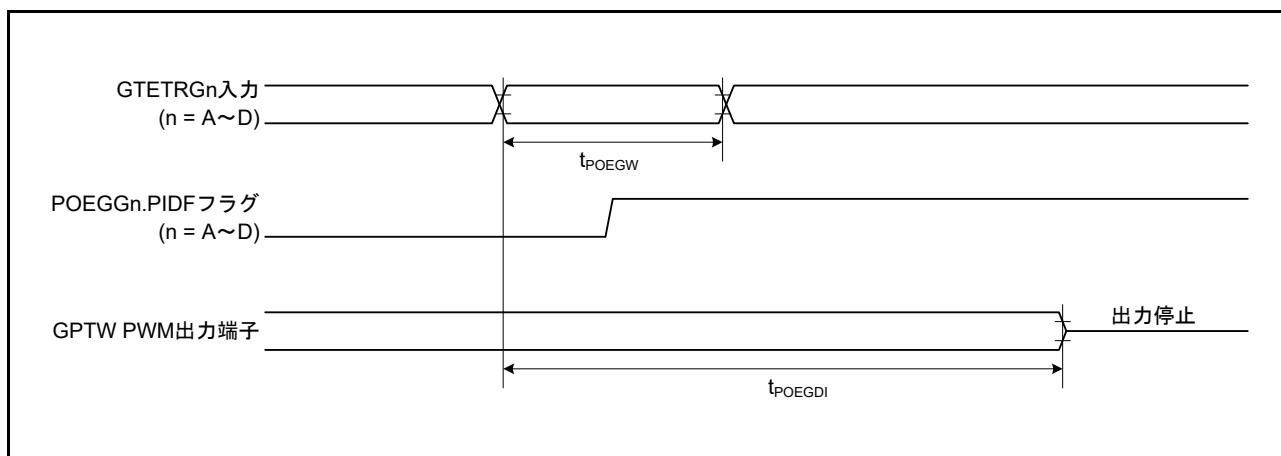 GTETRGn入力
(n = A～D)
tPOEGW
POEGGn.PIDFフラグ
(n = A～D)
GPTW PWM出力端子
出力停止
tPOEGDI